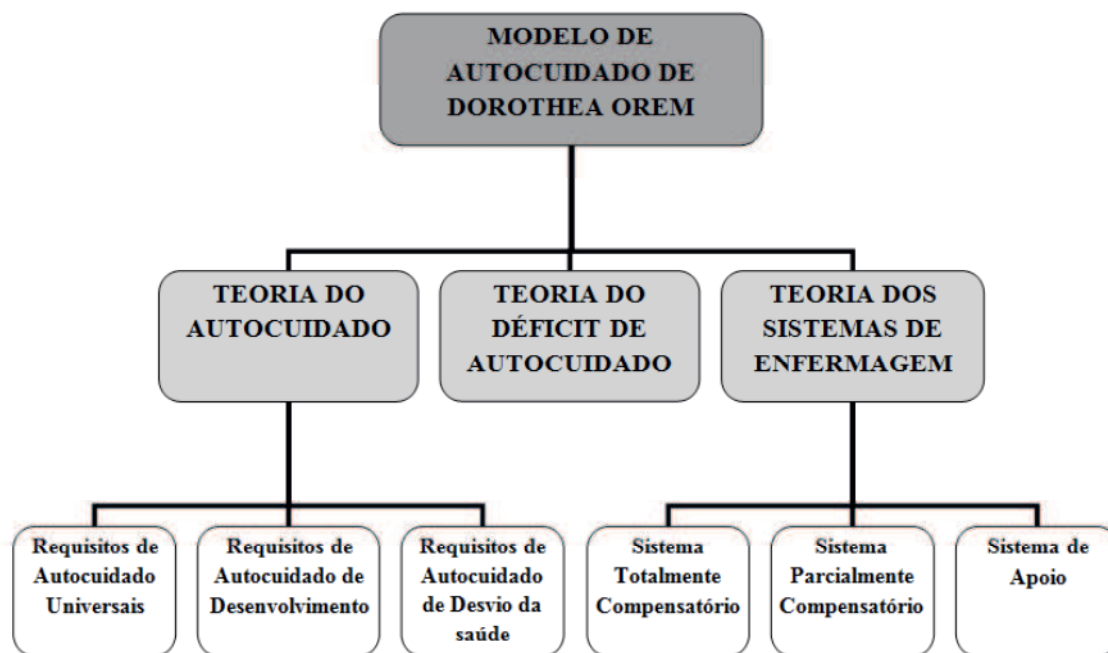 MODELO DE
AUTOCUIDADO DE
DOROTHEA OREM
TEORIA DO
AUTOCUIDADO
TEORIA DO
DÉFICIT DE
AUTOCUIDADO
TEORIA DOS
SISTEMAS DE
ENFERMAGEM
Requisitos de
Autocuidado
Universais
Requisitos de
Autocuidado de
Desenvolvimento
Requisitos de
Autocuidado
de Desvio da
saúde
Sistema
Totalmente
Compensatório
Sistema
Parcialmente
Compensatório
Sistema de
Apoio